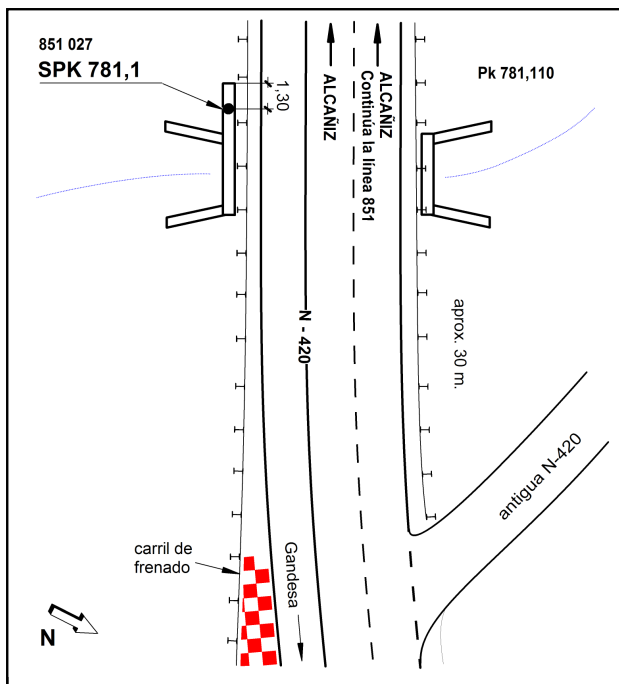 851 027
SPK 781,1
1,30
ALCAÑIZ
ALCAÑIZ
Continúa la línea 851
Pk 781,110
N - 420
aprox. 30 m.
antigua N-420
carril de
frenado
Gandesa
N